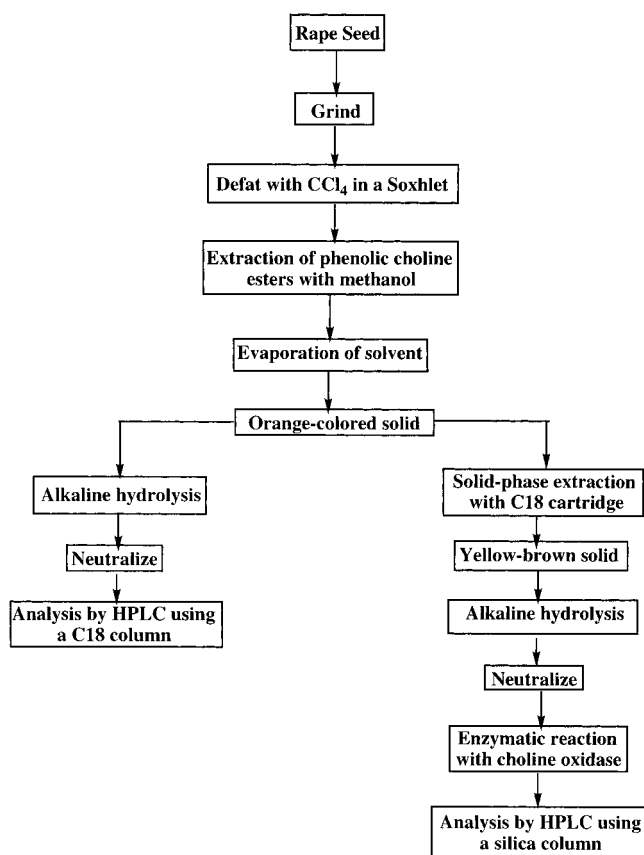 Rape Seed
Grind
Defat with CCl₄ in a Soxhlet
Extraction of phenolic choline
esters with methanol
Evaporation of solvent
Orange-colored solid
Alkaline hydrolysis
Neutralize
Analysis by HPLC using
a C18 column
Solid-phase extraction
with C18 cartridge
Yellow-brown solid
Alkaline hydrolysis
Neutralize
Enzymatic reaction
with choline oxidase
Analysis by HPLC using
a silica column